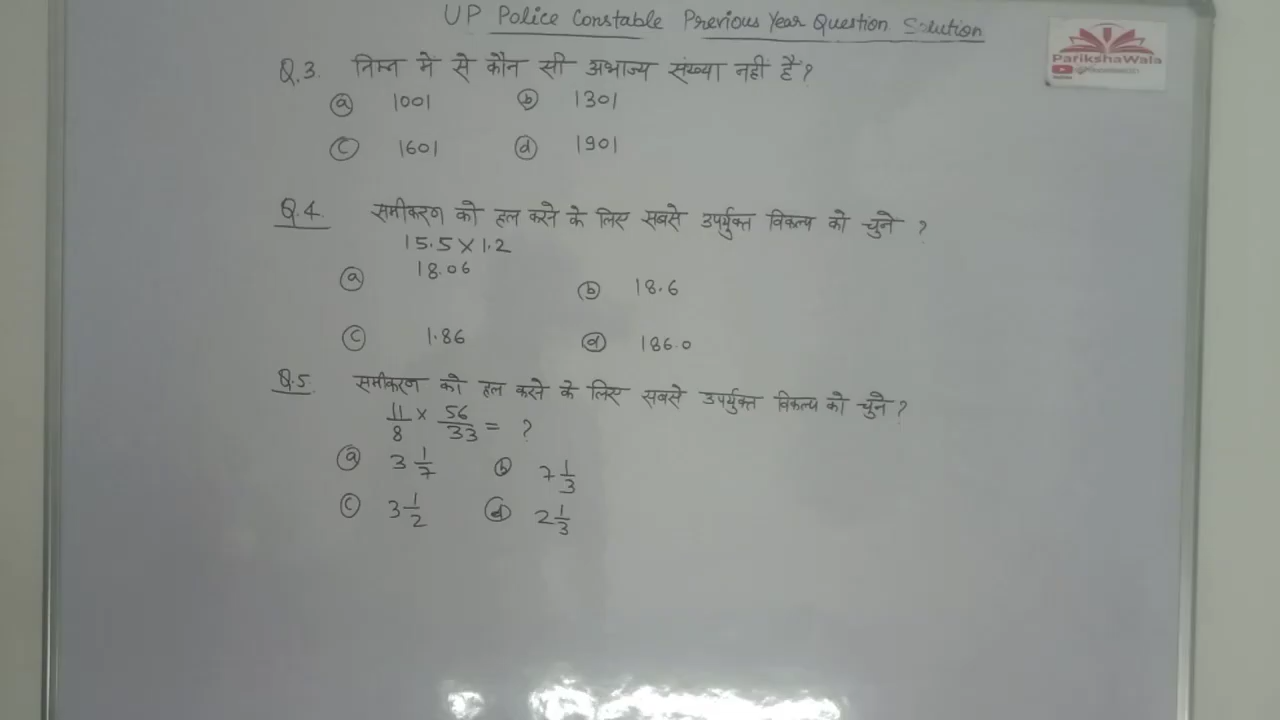 UP Police Constable Previous Year Question Solution
ParikshaWala
Q.3. निम्न मे से कौन सी अभाज्य संख्या नहीं है?
(a) 1001 (b) 1301
(c) 1601 (d) 1901
Q.4. समीकरण को हल करने के लिए सबसे उपर्युक्त विकल्प को चुने ?
15.5 × 1.2
(a) 18.06 (b) 18.6
(c) 1.86 (d) 186.0
Q.5. समीकरण को हल करने के लिए सबसे उपर्युक्त विकल्प को चुने ?
11/8 × 56/33 = ?
(a) 3 1/7 (b) 7 1/3
(c) 3 1/2 (d) 2 1/3